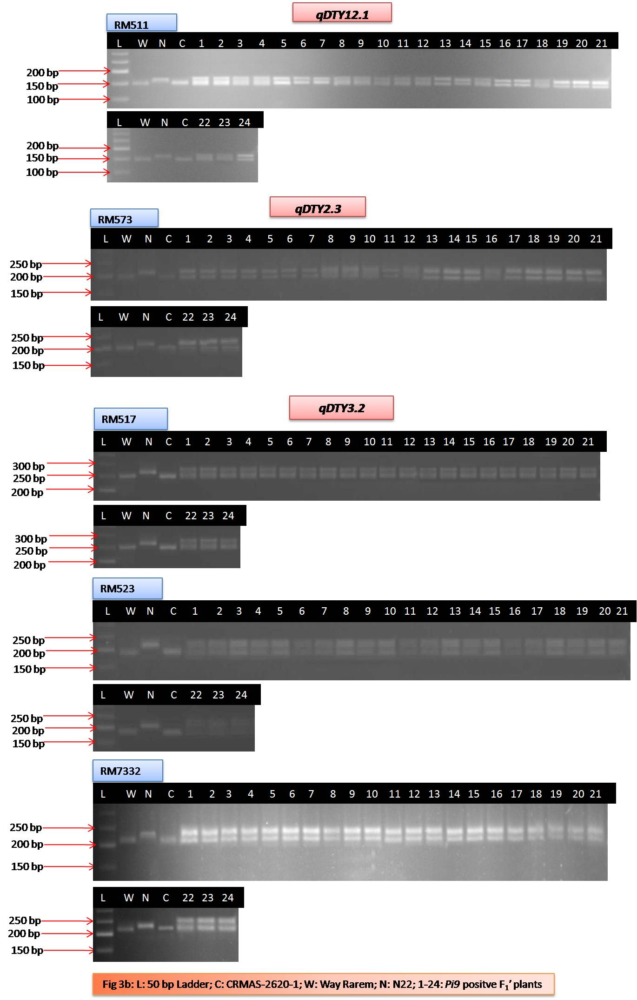 qDTY12.1
RM511
L W N C 1 2 3 4 5 6 7 8 9 10 11 12 13 14 15 16 17 18 19 20 21
200 bp
150 bp
100 bp
L W N C 22 23 24
200 bp
150 bp
100 bp
qDTY2.3
RM573
L W N C 1 2 3 4 5 6 7 8 9 10 11 12 13 14 15 16 17 18 19 20 21
250 bp
200 bp
150 bp
L W N C 22 23 24
250 bp
200 bp
150 bp
qDTY3.2
RM517
L W N C 1 2 3 4 5 6 7 8 9 10 11 12 13 14 15 16 17 18 19 20 21
300 bp
250 bp
200 bp
L W N C 22 23 24
300 bp
250 bp
200 bp
RM523
L W N C 1 2 3 4 5 6 7 8 9 10 11 12 13 14 15 16 17 18 19 20 21
250 bp
200 bp
150 bp
L W N C 22 23 24
250 bp
200 bp
150 bp
RM7332
L W N C 1 2 3 4 5 6 7 8 9 10 11 12 13 14 15 16 17 18 19 20 21
250 bp
200 bp
150 bp
L W N C 22 23 24
250 bp
200 bp
150 bp
Fig 3b: L: 50 bp Ladder; C: CRMAS-2620-1; W: Way Rarem; N: N22; 1-24: Pi9 positve F₁’ plants